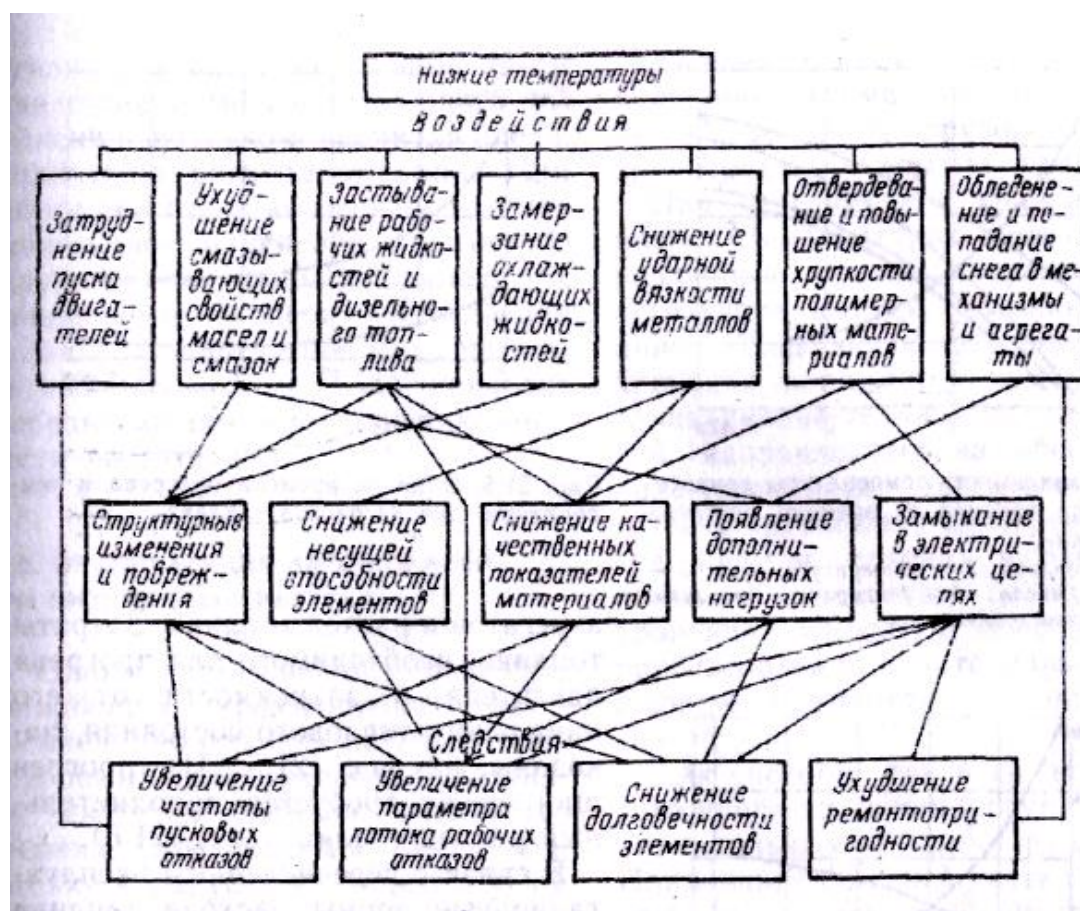 Низкие температуры
Воздействия
Затруд-
нение
пуска
двига-
телей
Ухуд-
шение
смазы-
вающих
свойств
масел и
смазок
Застыва-
ние рабо-
чих жидко-
стей и
дизельно-
го топ-
лива
Замер-
зание
охлаж-
дающих
жидко-
стей
Снижение
ударной
вязкости
металлов
Отвердева-
ние и повы-
шение
хрупкости
полимер-
ных мате-
риалов
Обледене-
ние и по-
падание
снега в ме-
ханизмы
и агрега-
ты
Структурные
изменения
и повреж-
дения
Снижение
несущей
способности
элементов
Снижение ка-
чественных
показателей
материалов
Появление
дополни-
тельных
нагрузок
Замыкание
в электри-
ческих це-
пях
Следствия
Увеличение
частоты
пусковых
отказов
Увеличение
параметра
потока рабочих
отказов
Снижение
долговечности
элементов
Ухудшение
ремонтопри-
годности